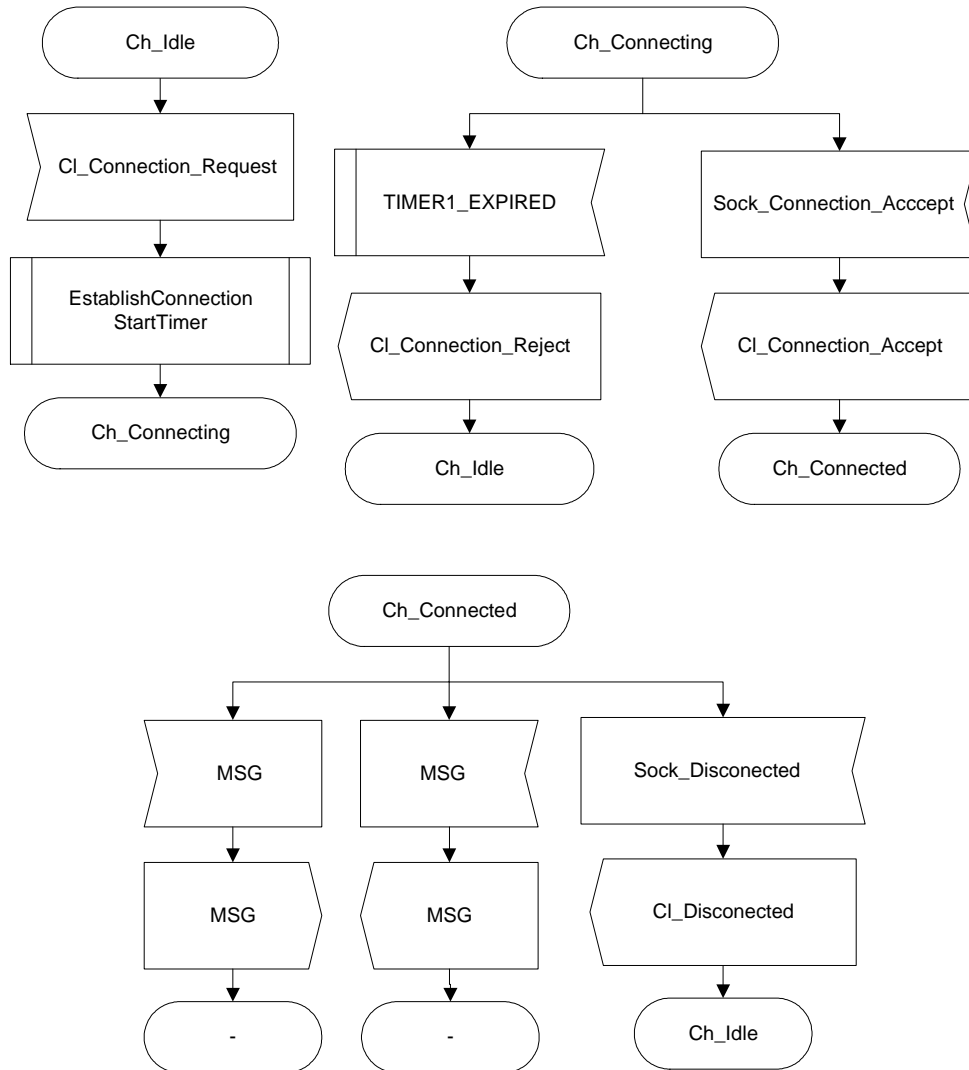 Ch_Idle
Cl_Connection_Request
EstablishConnection
StartTimer
Ch_Connecting
Ch_Connecting
TIMER1_EXPIRED
Cl_Connection_Reject
Ch_Idle
Sock_Connection_Acccept
Cl_Connection_Accept
Ch_Connected
Ch_Connected
MSG
MSG
-
MSG
MSG
-
Sock_Disconected
Cl_Disconected
Ch_Idle